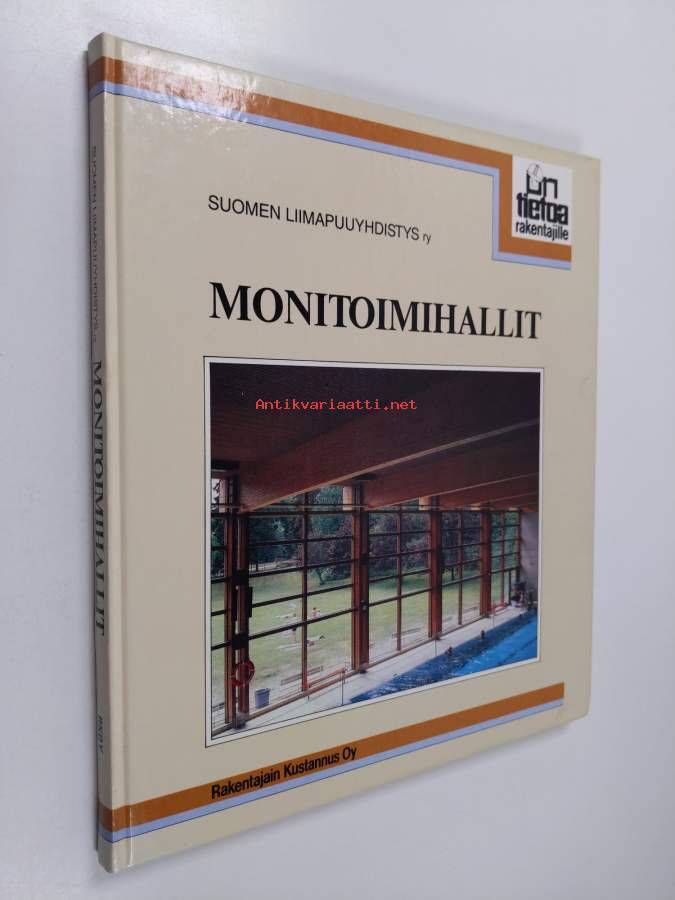 SUOMEN LIIMAPUUYHDISTYS ry
MONITOIMIHALLIT
Antikvariaatti.net
Rakentajain Kustannus Oy
tietoa
rakentajille
SUOMEN LIIMAPUUYHDISTYS ry
MONITOIMIHALLIT